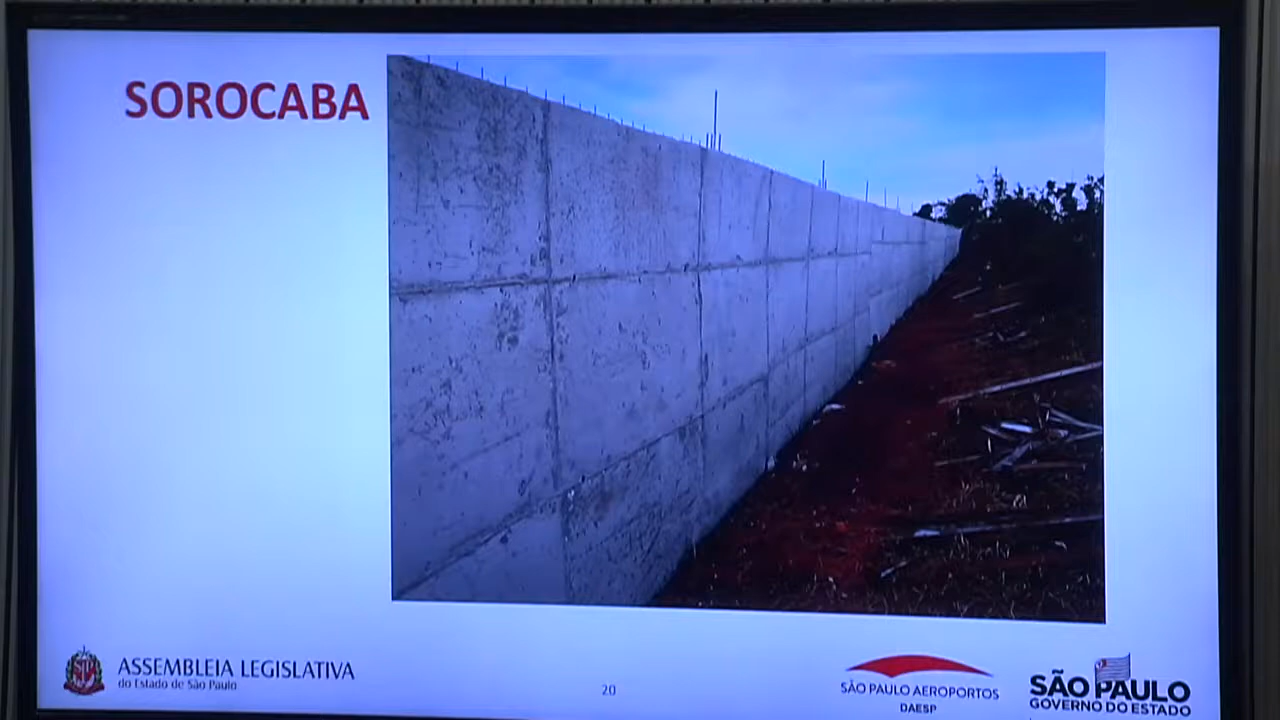 SOROCABA
ASSEMBLEIA LEGISLATIVA
do Estado de São Paulo
20
SÃO PAULO AEROPORTOS
DAESP
SÃO PAULO
GOVERNO DO ESTADO